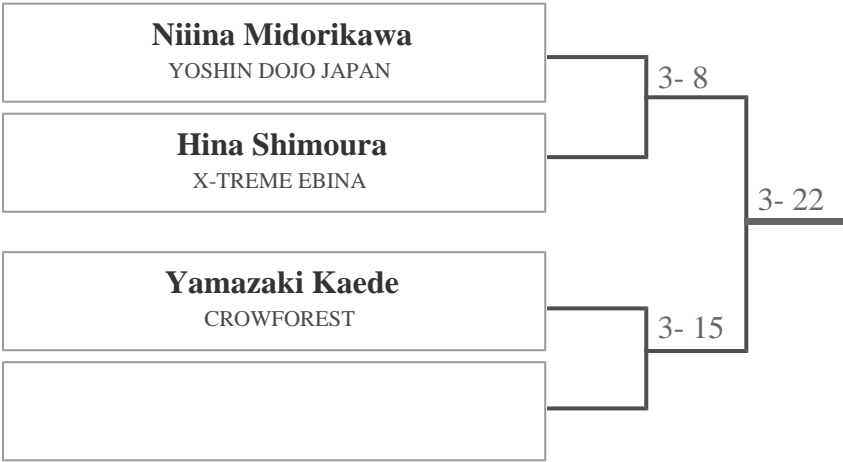 Niiina Midorikawa
YOSHIN DOJO JAPAN
3- 8
Hina Shimoura
X-TREME EBINA
3- 22
Yamazaki Kaede
CROWFOREST
3- 15